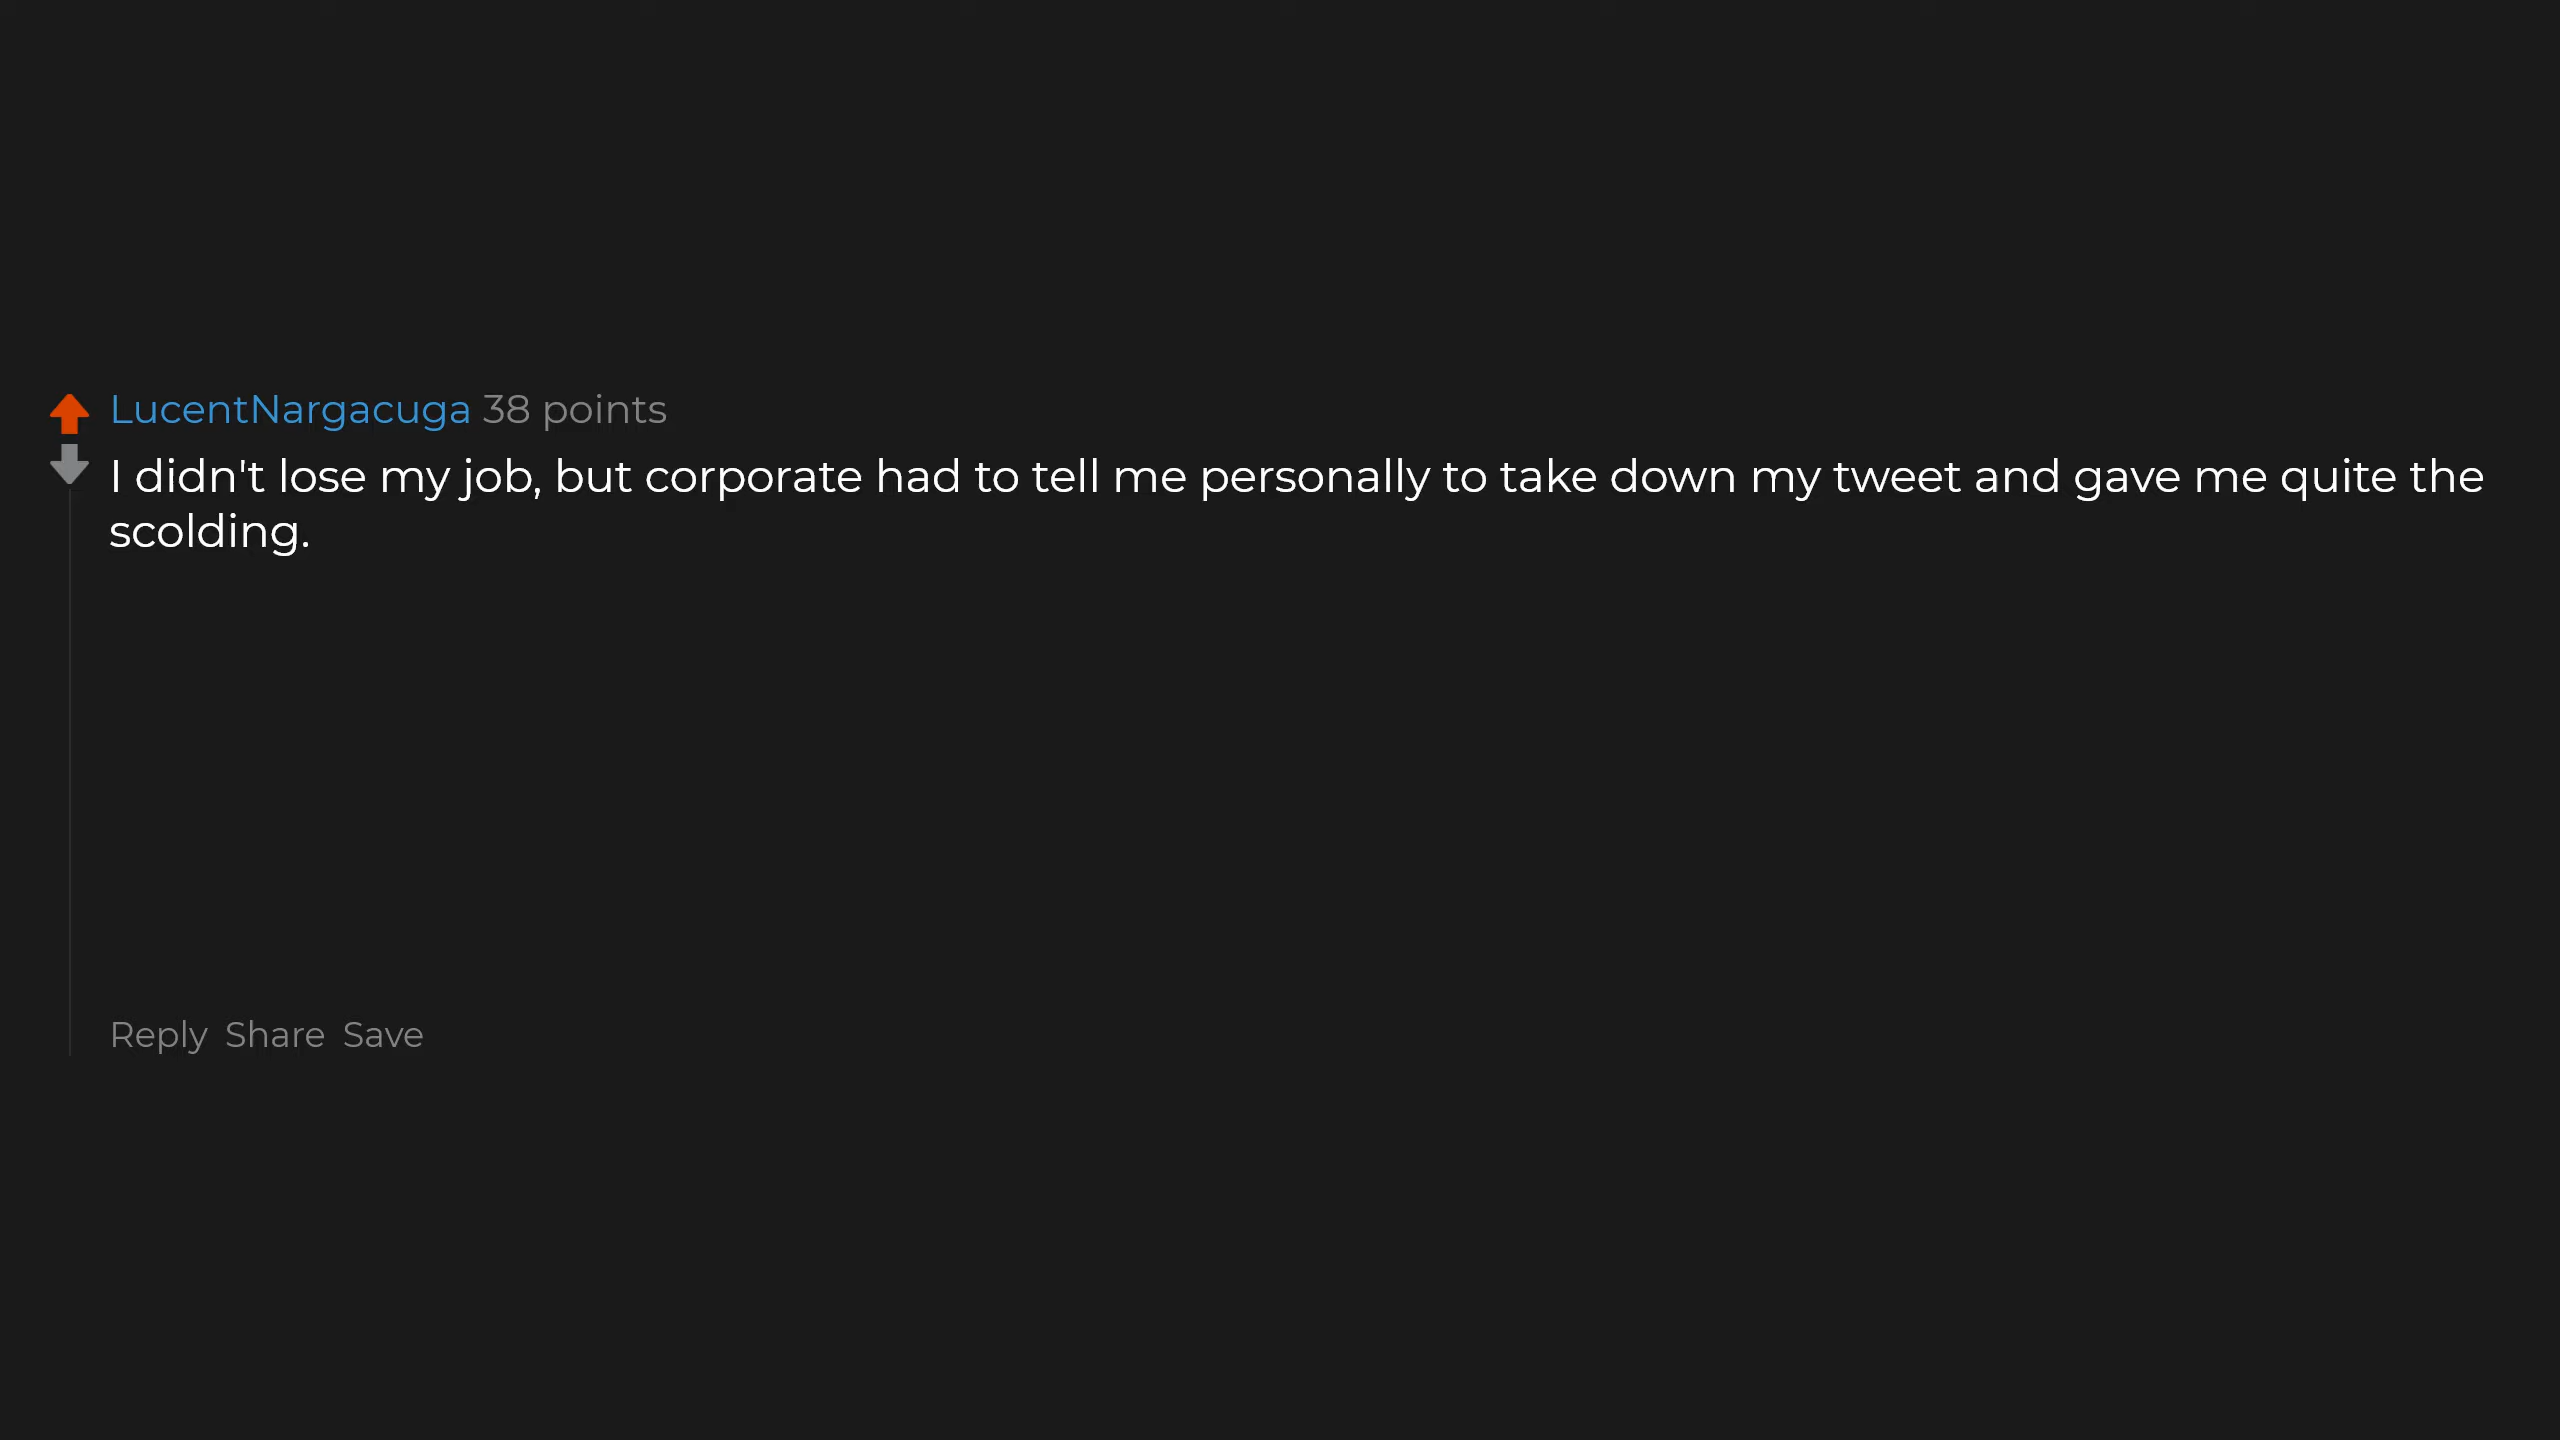 LucentNargacuga 38 points
I didn't lose my job, but corporate had to tell me personally to take down my tweet and gave me quite the
scolding.
Reply Share Save